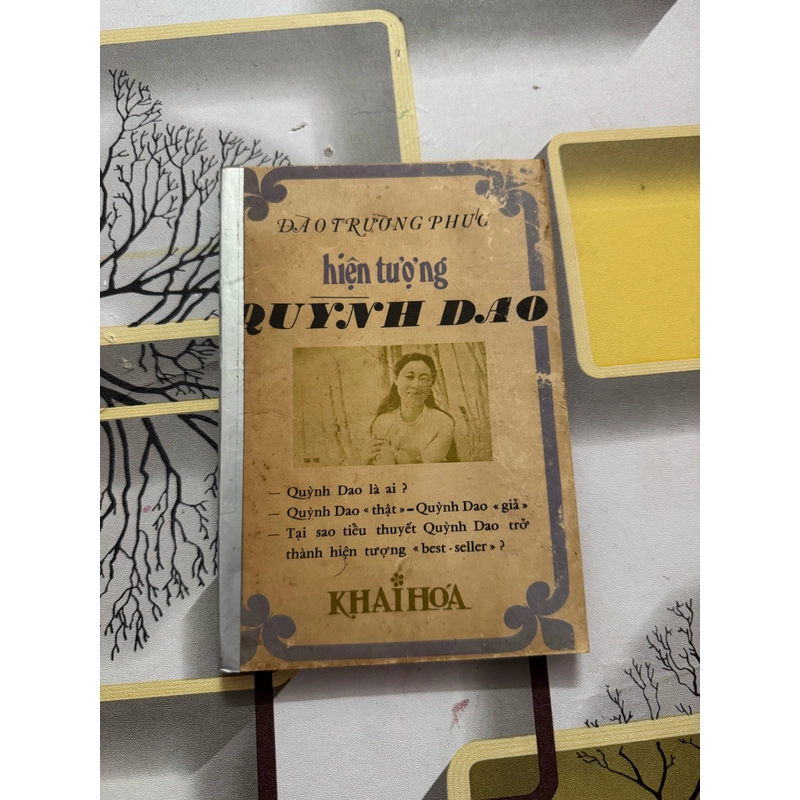 ĐÀO TRƯỜNG PHÚC
hiện tượng
QUỲNH DAO
— Quỳnh Dao là ai ?
— Quỳnh Dao « thật » – Quỳnh Dao « giả »
— Tại sao tiểu thuyết Quỳnh Dao trở
thành hiện tượng « best - seller » ?
KHAI HOÁ